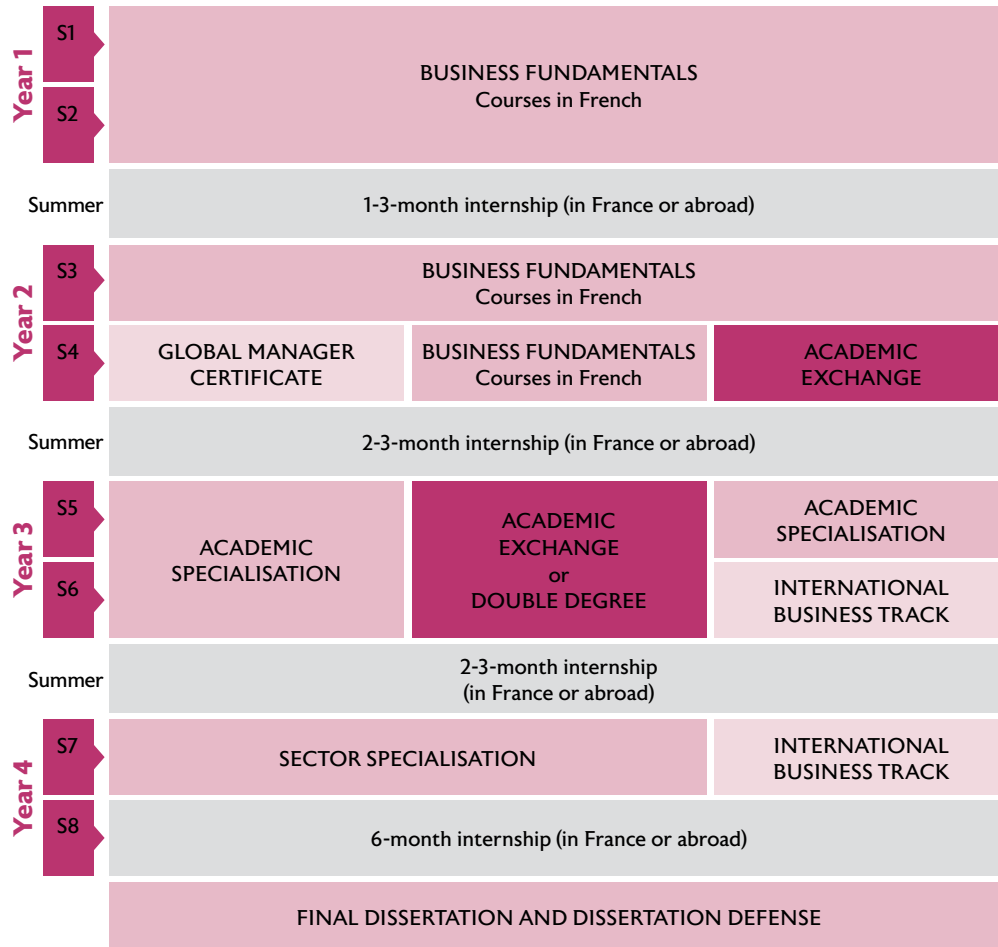 Year 1
S1
S2
BUSINESS FUNDAMENTALS
Courses in French
Summer
1-3-month internship (in France or abroad)
Year 2
S3
BUSINESS FUNDAMENTALS
Courses in French
S4
GLOBAL MANAGER
CERTIFICATE
BUSINESS FUNDAMENTALS
Courses in French
ACADEMIC
EXCHANGE
Summer
2-3-month internship (in France or abroad)
Year 3
S5
S6
ACADEMIC
SPECIALISATION
ACADEMIC
EXCHANGE
or
DOUBLE DEGREE
ACADEMIC
SPECIALISATION
INTERNATIONAL
BUSINESS TRACK
Summer
2-3-month internship
(in France or abroad)
Year 4
S7
SECTOR SPECIALISATION
INTERNATIONAL
BUSINESS TRACK
S8
6-month internship (in France or abroad)
FINAL DISSERTATION AND DISSERTATION DEFENSE